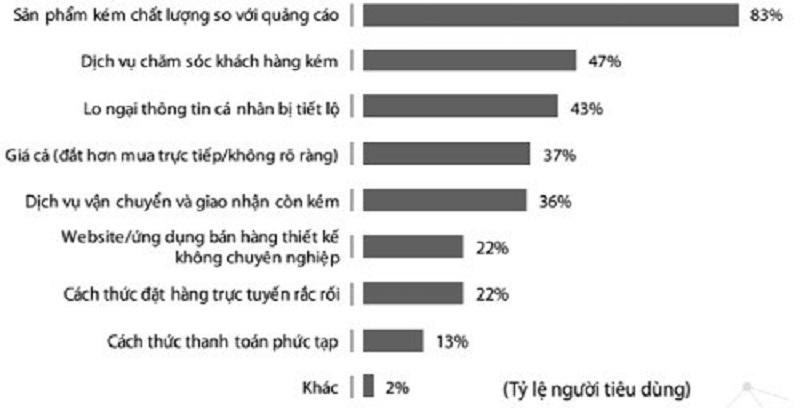 Sản phẩm kém chất lượng so với quảng cáo 83%
Dịch vụ chăm sóc khách hàng kém 47%
Lo ngại thông tin cá nhân bị tiết lộ 43%
Giá cả (đắt hơn mua trực tiếp/không rõ ràng) 37%
Dịch vụ vận chuyển và giao nhận còn kém 36%
Website/ứng dụng bán hàng thiết kế
không chuyên nghiệp 22%
Cách thức đặt hàng trực tuyến rắc rối 22%
Cách thức thanh toán phức tạp 13%
Khác 2%
(Tỷ lệ người tiêu dùng)